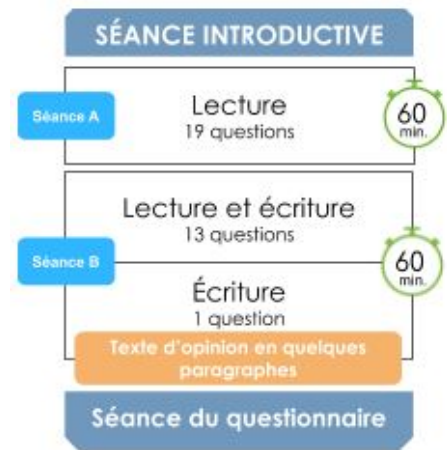 SÉANCE INTRODUCTIVE
Séance A
Lecture
19 questions
60
min.
Séance B
Lecture et écriture
13 questions
60
min.
Écriture
1 question
Texte d'opinion en quelques
paragraphes
Séance du questionnaire